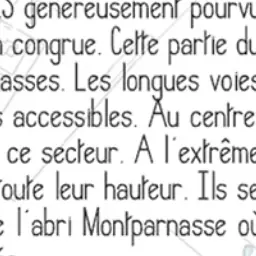 s généreusement pourvu
n congrue. Cette partie du
asses. Les longues voies
s accessibles. Au centre
ce secteur. A l'extrême
toute leur hauteur. Ils se
e l'abri Montparnasse où